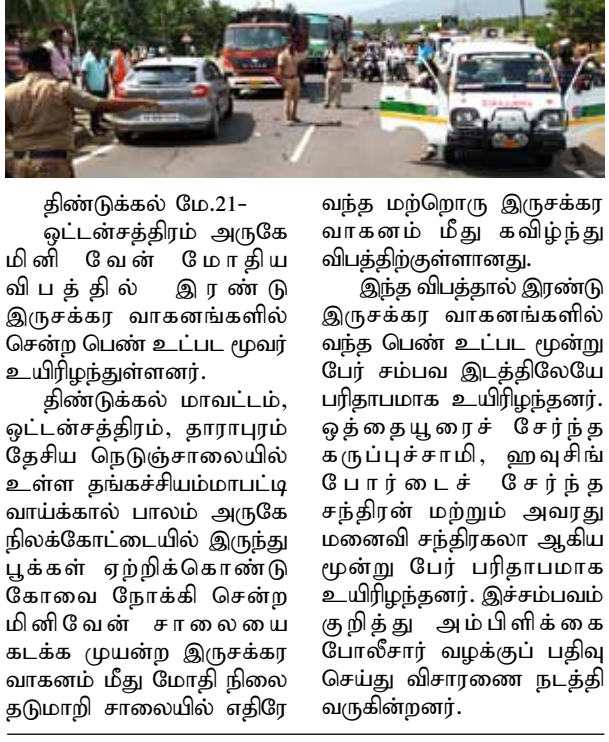 திண்டுக்கல் மே.21-
ஒட்டன்சத்திரம் அருகே
மினி வேன் மோதிய
விபத்தில் இரண்டு
இருசக்கர வாகனங்களில்
சென்ற பெண் உட்பட மூவர்
உயிரிழந்துள்ளனர்.
திண்டுக்கல் மாவட்டம்,
ஒட்டன்சத்திரம், தாராபுரம்
தேசிய நெடுஞ்சாலையில்
உள்ள தங்கச்சியம்மாபட்டி
வாய்க்கால் பாலம் அருகே
நிலக்கோட்டையில் இருந்து
பூக்கள் ஏற்றிக்கொண்டு
கோவை நோக்கி சென்ற
மினிவேன் சாலையை
கடக்க முயன்ற இருசக்கர
வாகனம் மீது மோதி நிலை
தடுமாறி சாலையில் எதிரே
வந்த மற்றொரு இருசக்கர
வாகனம் மீது கவிழ்ந்து
விபத்திற்குள்ளானது.
இந்த விபத்தால் இரண்டு
இருசக்கர வாகனங்களில்
வந்த பெண் உட்பட மூன்று
பேர் சம்பவ இடத்திலேயே
பரிதாபமாக உயிரிழந்தனர்.
ஒத்தையூரைச் சேர்ந்த
கருப்புச்சாமி, ஹவுசிங்
போர்டைச் சேர்ந்த
சந்திரன் மற்றும் அவரது
மனைவி சந்திரகலா ஆகிய
மூன்று பேர் பரிதாபமாக
உயிரிழந்தனர். இச்சம்பவம்
குறித்து அம்பிளிக்கை
போலீசார் வழக்குப் பதிவு
செய்து விசாரணை நடத்தி
வருகின்றனர்.